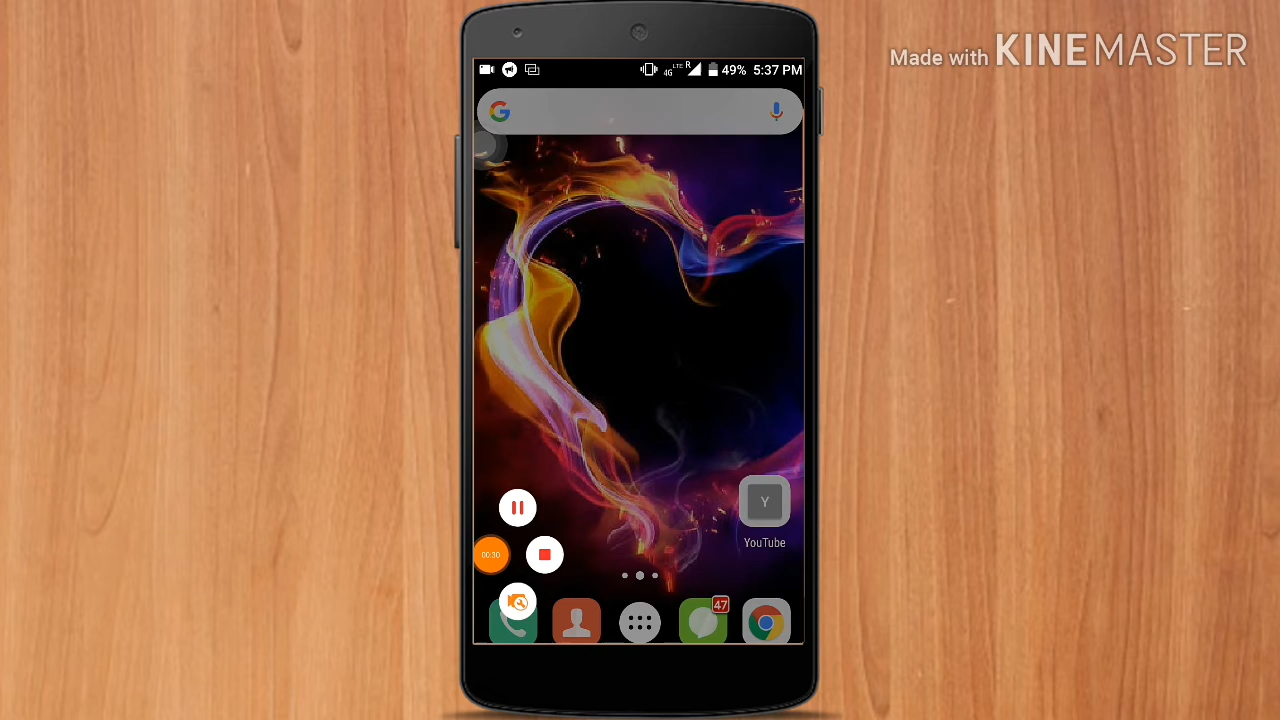 Made with KINEMASTER
4G LTE R 49% 5:37 PM
G
Y
YouTube
00:30
47